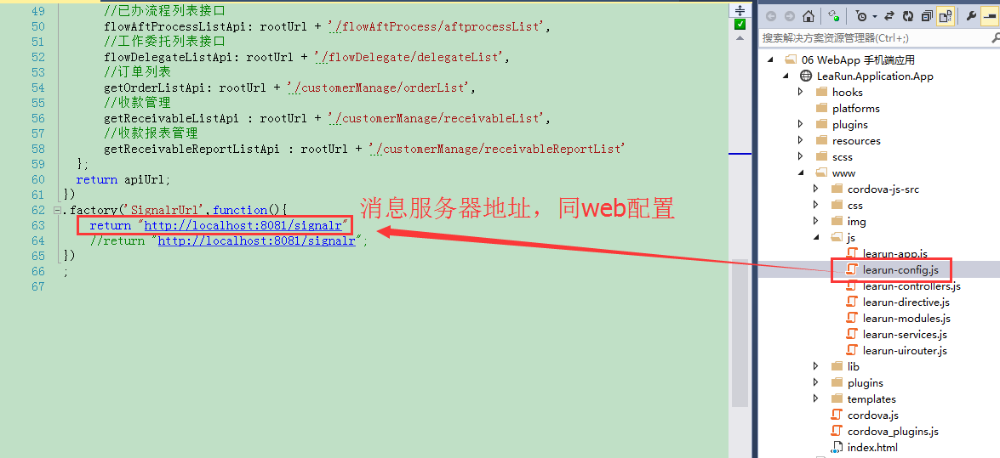 49 //已办流程列表接口
50 flowAftProcessListApi: rootUrl + '/flowAftProcess/aftprocessList',
51 //工作委托列表接口
52 flowDelegateListApi: rootUrl + '/flowDelegate/delegateList',
53 //订单列表
54 getOrderListApi: rootUrl + '/customerManage/orderList',
55 //收款管理
56 getReceivableListApi : rootUrl + '/customerManage/receivableList',
57 //收款报表管理
58 getReceivableReportListApi : rootUrl + '/customerManage/receivableReportList'
59 };
60 return apiUrl;
61 })
62 .factory('SignalrUrl',function(){
63 return "http://localhost:8081/signalr"
64 //return "http://localhost:8081/signalr";
65 })
66 ;
67
消息服务器地址，同web配置
搜索解决方案资源管理器(Ctrl+;)
06 WebApp 手机端应用
LeaRun.Application.App
hooks
platforms
plugins
resources
scss
www
cordova-js-src
css
img
js
learun-app.js
learun-config.js
learun-controllers.js
learun-directive.js
learun-modules.js
learun-services.js
learun-uirouter.js
lib
plugins
templates
cordova.js
cordova_plugins.js
index.html